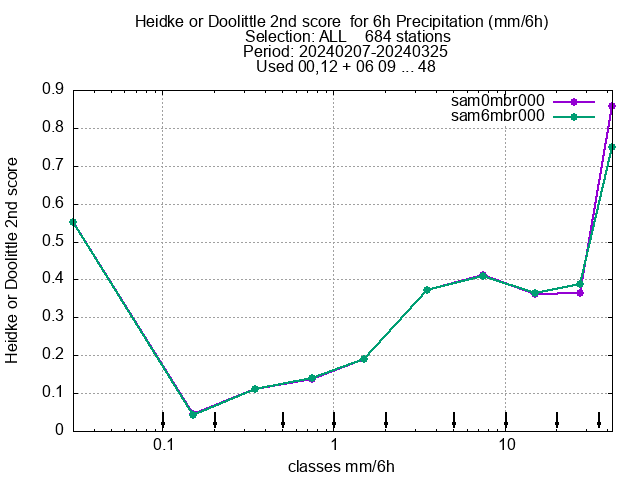 Heidke or Doolittle 2nd score  for 6h Precipitation (mm/6h)
Selection: ALL    684 stations
Period: 20240207-20240325
Used 00,12 + 06 09 ... 48
sam0mbr000
sam6mbr000
0.9
0.8
0.7
0.6
0.5
0.4
0.3
0.2
0.1
0
Heidke or Doolittle 2nd score
0.1 1 10
classes mm/6h